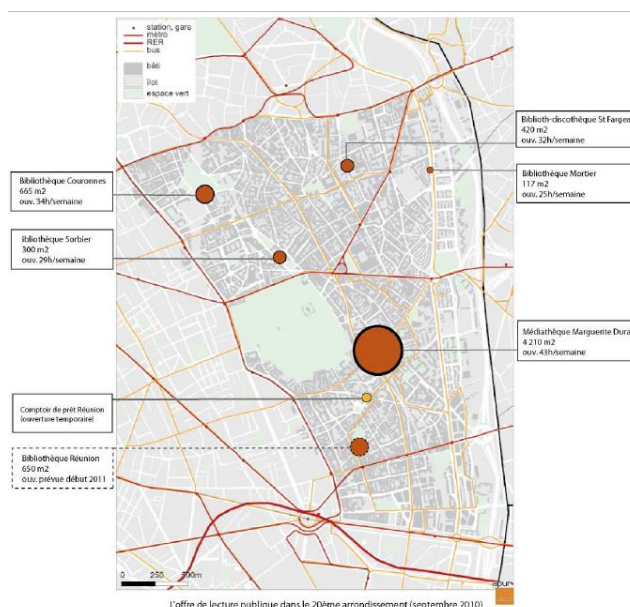 station, gare
métro
RER
bus
bâti
îlot
espace vert
Biblioth-discothèque St Fargea
420 m2
ouv. 32h/semaine
Bibliothèque Mortier
117 m2
ouv. 25h/semaine
Bibliothèque Couronnes
665 m2
ouv. 34h/semaine
ibliothèque Sorbier
300 m2
ouv. 29h/semaine
Médiathèque Marguerite Dura
4 210 m2
ouv. 43h/semaine
Comptoir de prêt Réunion
(ouverture temporaire)
Bibliothèque Réunion
650 m2
ouv. prévue début 2011
0 250 500m
apur
L'offre de lecture publique dans le 20ème arrondissement (septembre 2010)